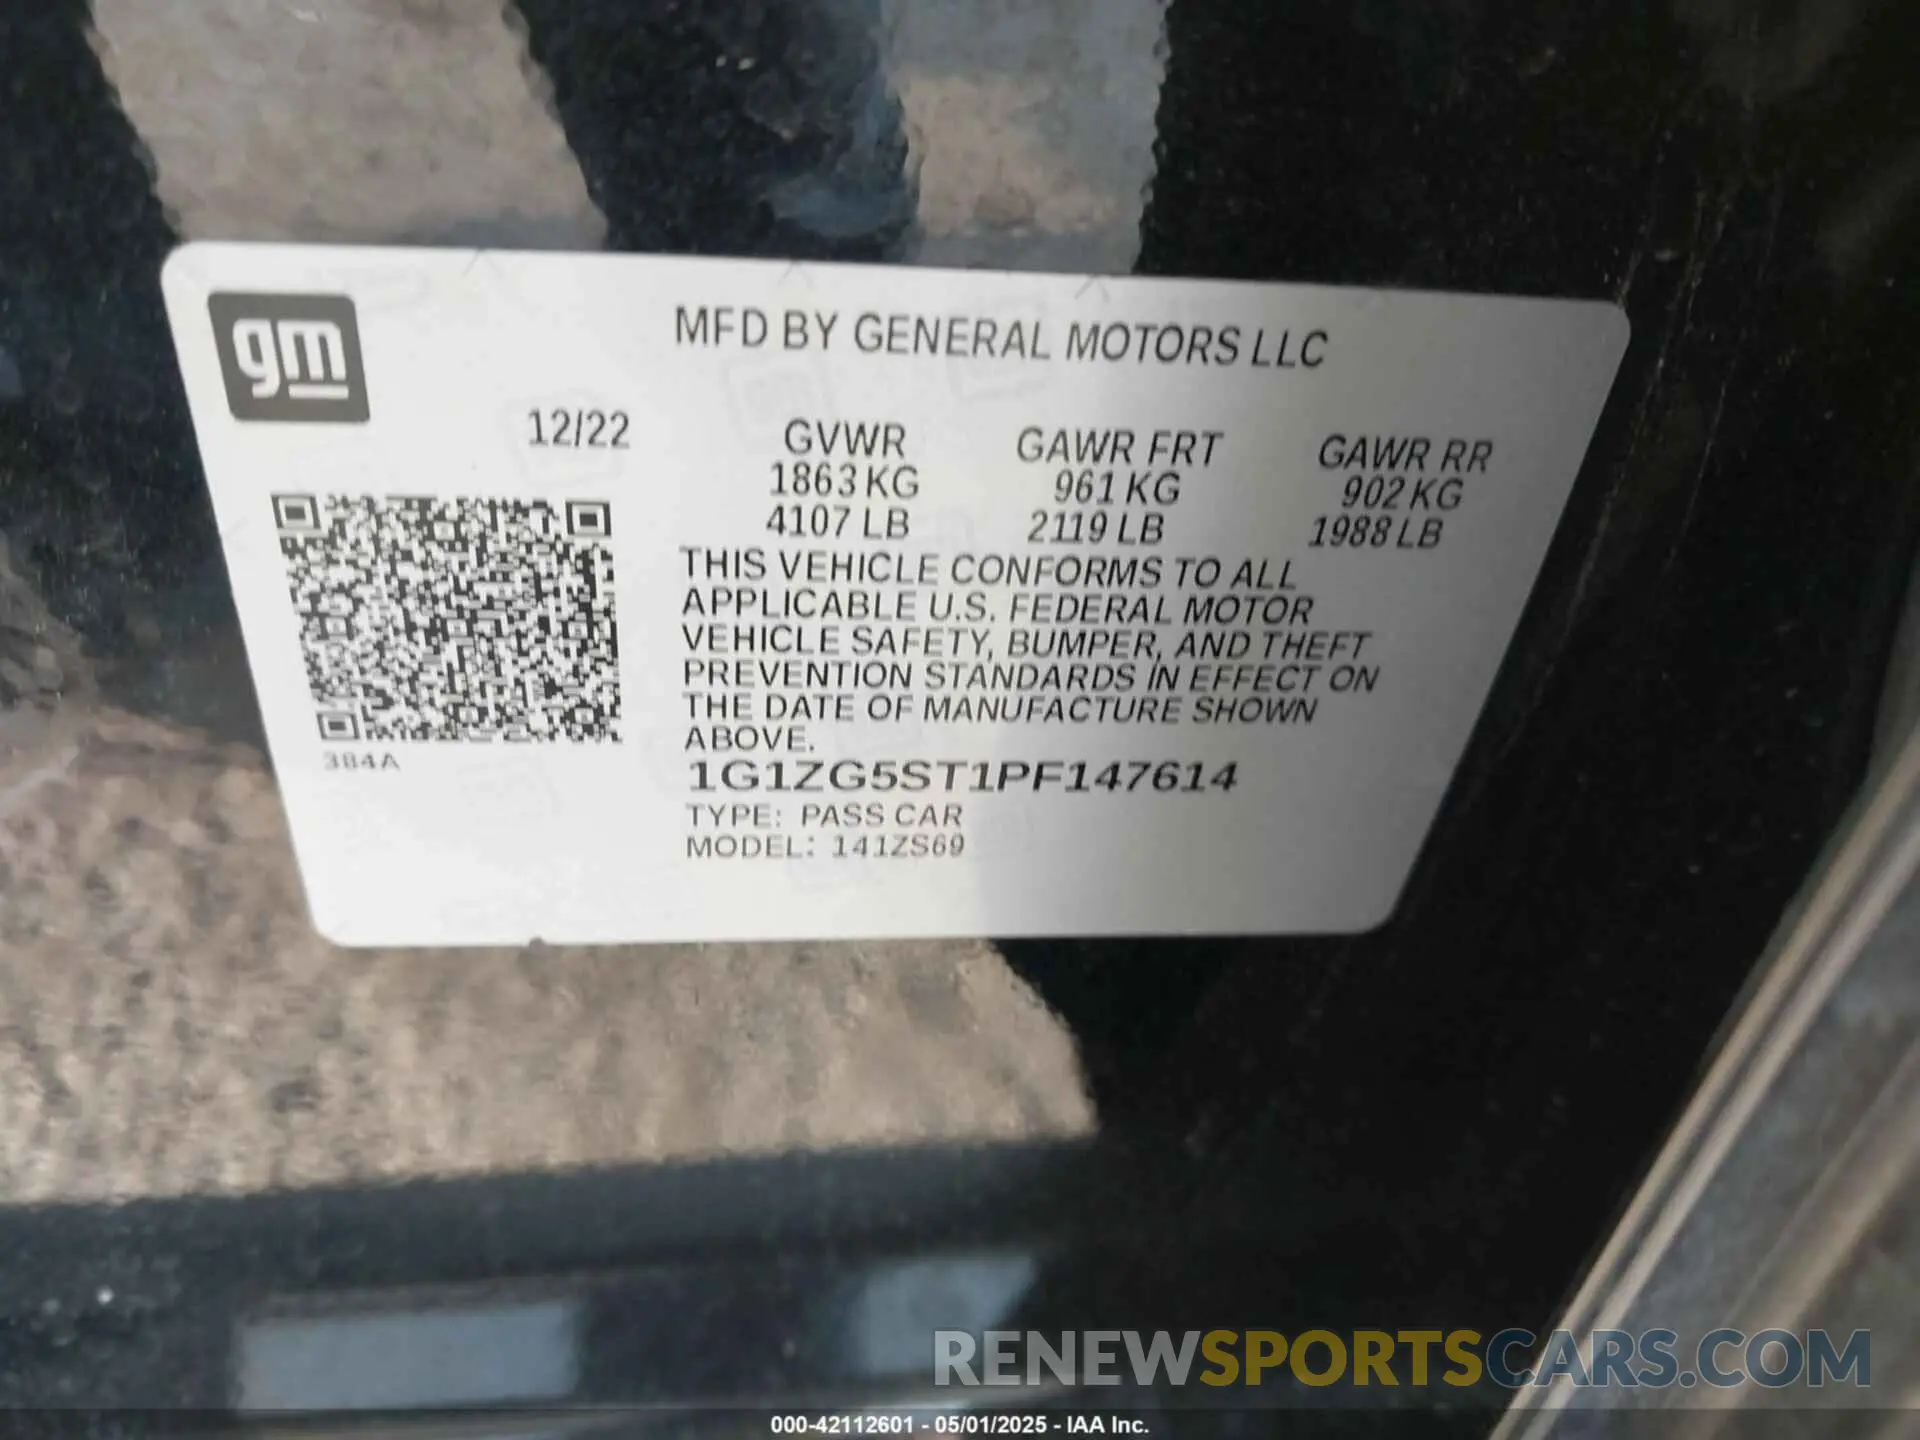 gm
MFD BY GENERAL MOTORS LLC
12/22
GVWR GAWR FRT GAWR RR
1863 KG 961 KG 902 KG
4107 LB 2119 LB 1988 LB
THIS VEHICLE CONFORMS TO ALL
APPLICABLE U.S. FEDERAL MOTOR
VEHICLE SAFETY, BUMPER, AND THEFT
PREVENTION STANDARDS IN EFFECT ON
THE DATE OF MANUFACTURE SHOWN
ABOVE.
384A
1G1ZG5ST1PF147614
TYPE: PASS CAR
MODEL: 141ZS69
RENEWSPORTSCARS.COM
000-42112601 - 05/01/2025 - IAA Inc.